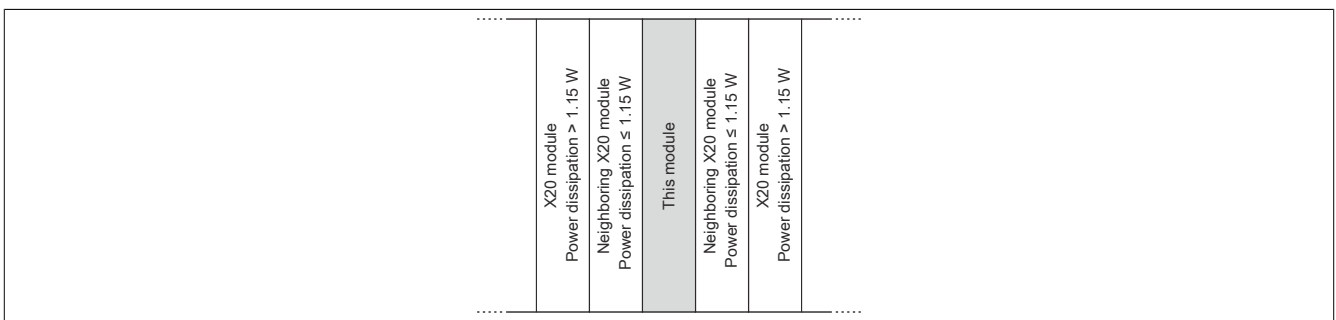 X20 module
Power dissipation > 1.15 W
Neighboring X20 module
Power dissipation ≤ 1.15 W
This module
Neighboring X20 module
Power dissipation ≤ 1.15 W
X20 module
Power dissipation > 1.15 W